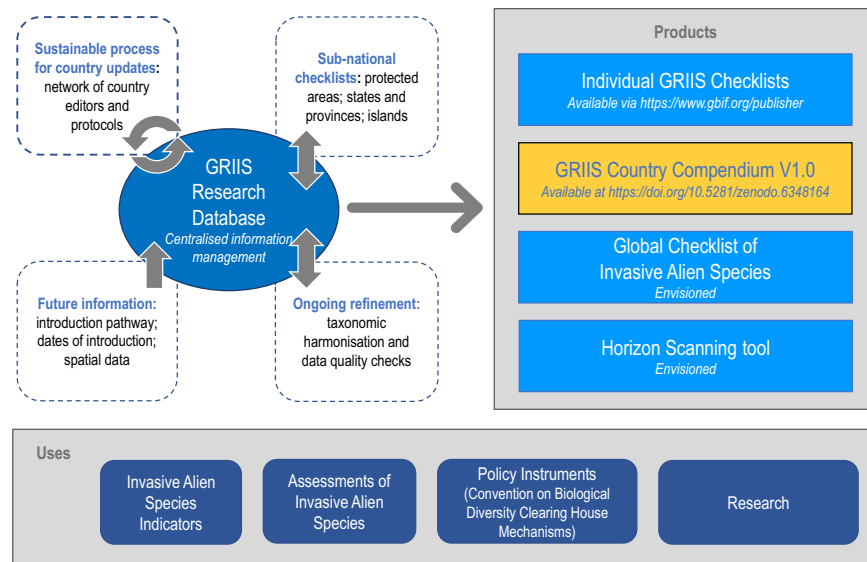 Sustainable process
for country updates:
network of country
editors and
protocols
Sub-national
checklists: protected
areas; states and
provinces; islands
GRIIS
Research
Database
Centralised information
management
Future information:
introduction pathway;
dates of introduction;
spatial data
Ongoing refinement:
taxonomic
harmonisation and
data quality checks
Products
Individual GRIIS Checklists
Available via https://www.gbif.org/publisher
GRIIS Country Compendium V1.0
Available at https://doi.org/10.5281/zenodo.6348164
Global Checklist of
Invasive Alien Species
Envisioned
Horizon Scanning tool
Envisioned
Uses
Invasive Alien
Species
Indicators
Assessments of
Invasive Alien
Species
Policy Instruments
(Convention on Biological
Diversity Clearing House
Mechanisms)
Research